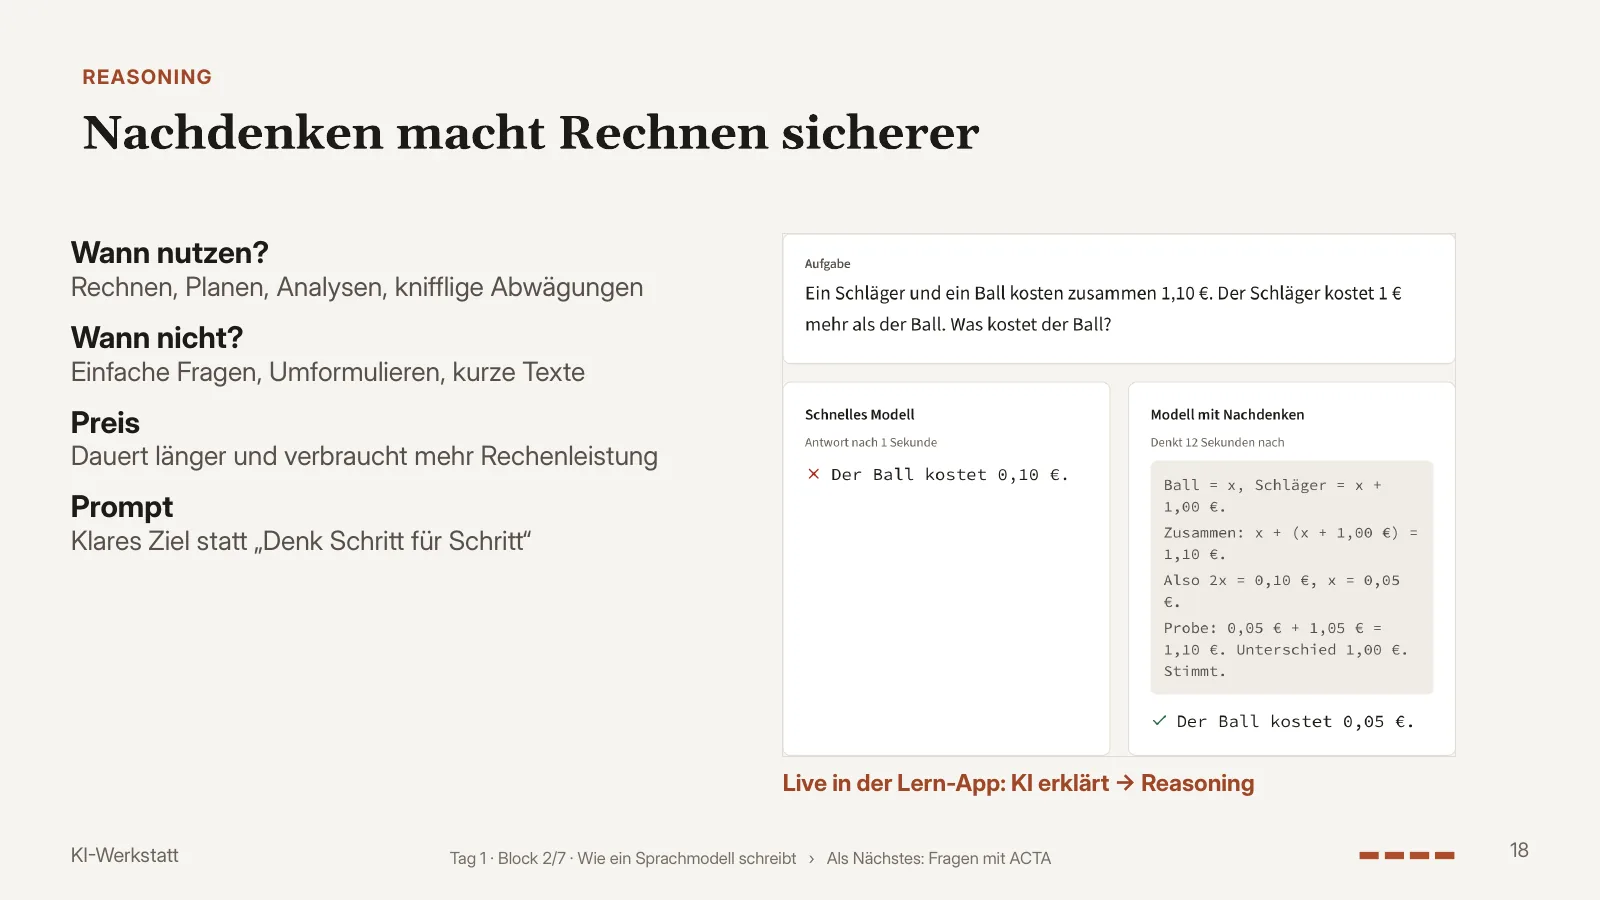 REASONING
Nachdenken macht Rechnen sicherer
Wann nutzen?
Rechnen, Planen, Analysen, knifflige Abwägungen
Wann nicht?
Einfache Fragen, Umformulieren, kurze Texte
Preis
Dauert länger und verbraucht mehr Rechenleistung
Prompt
Klares Ziel statt „Denk Schritt für Schritt“
Aufgabe
Ein Schläger und ein Ball kosten zusammen 1,10 €. Der Schläger kostet 1 €
mehr als der Ball. Was kostet der Ball?
Schnelles Modell
Antwort nach 1 Sekunde
✕ Der Ball kostet 0,10 €.
Modell mit Nachdenken
Denkt 12 Sekunden nach
Ball = x, Schläger = x +
1,00 €.
Zusammen: x + (x + 1,00 €) =
1,10 €.
Also 2x = 0,10 €, x = 0,05
€.
Probe: 0,05 € + 1,05 € =
1,10 €. Unterschied 1,00 €.
Stimmt.
✓ Der Ball kostet 0,05 €.
Live in der Lern-App: KI erklärt → Reasoning
KI-Werkstatt
Tag 1 · Block 2/7 · Wie ein Sprachmodell schreibt › Als Nächstes: Fragen mit ACTA
18